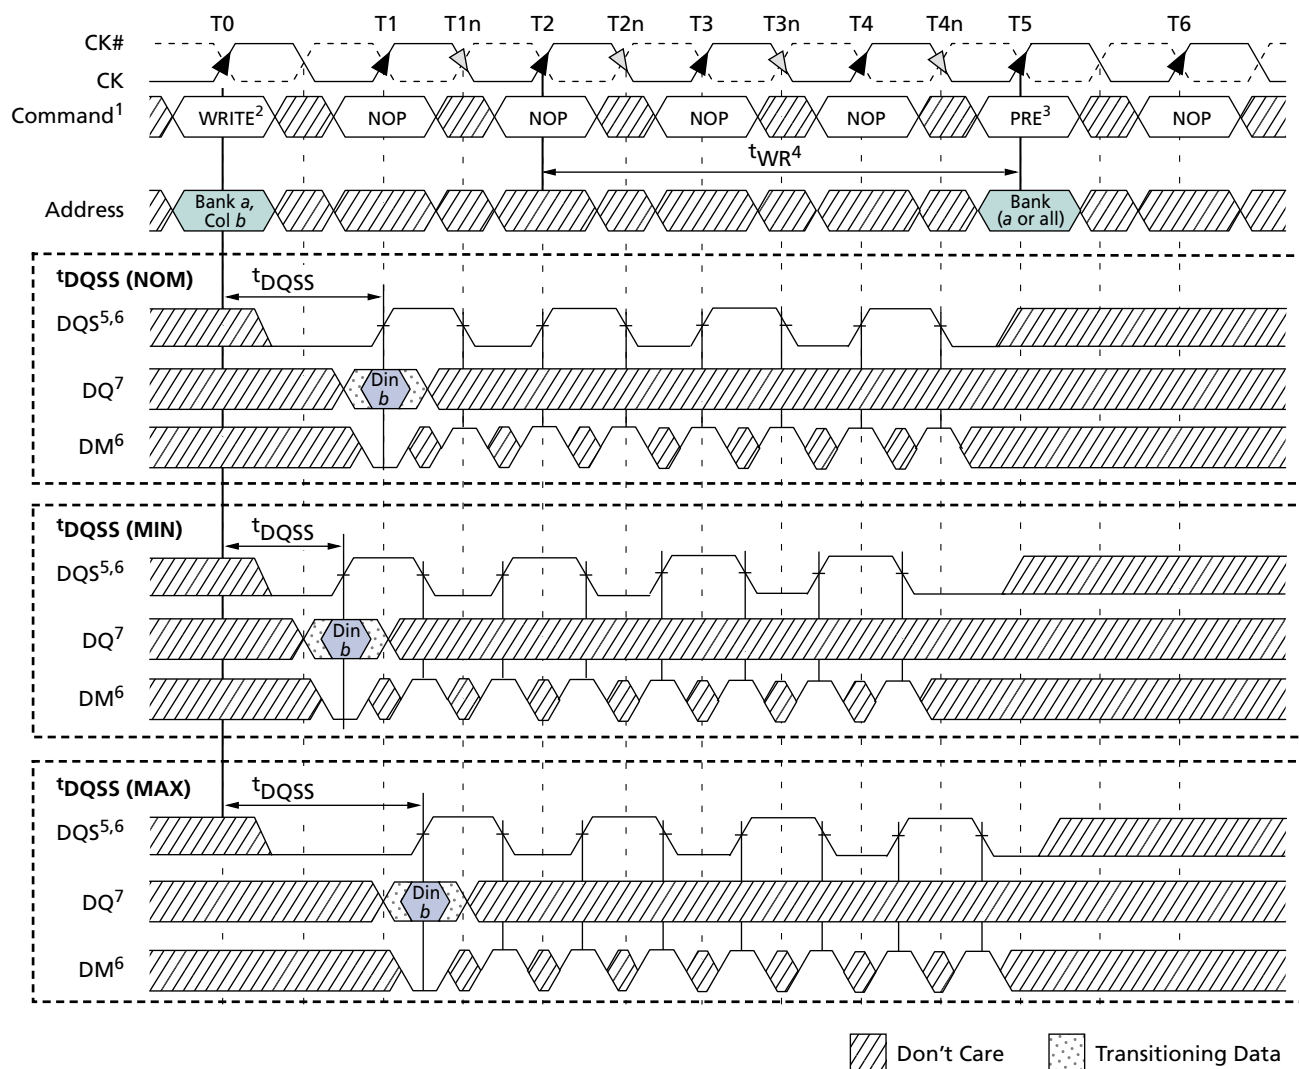 T0 T1 T1n T2 T2n T3 T3n T4 T4n T5 T6
CK#
CK
Command1 WRITE2 NOP NOP NOP NOP PRE3 NOP
tWR4
Address Bank a, Col b Bank (a or all)
tDQSS (NOM) tDQSS
DQS5,6
DQ7 Din b
DM6
tDQSS (MIN) tDQSS
DQS5,6
DQ7 Din b
DM6
tDQSS (MAX) tDQSS
DQS5,6
DQ7 Din b
DM6
Don't Care Transitioning Data